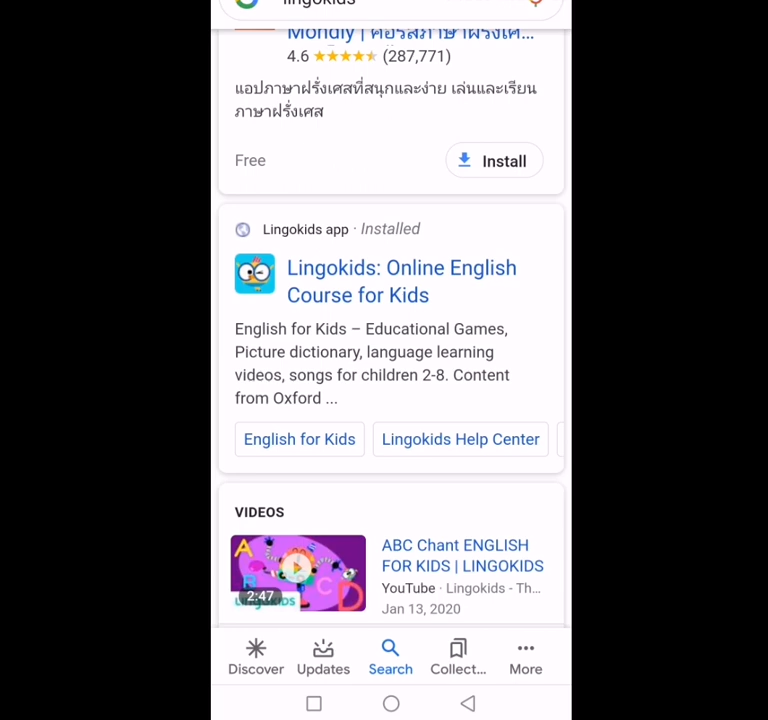 lingokids
Mondly | คอร์สภาษาฝรั่งเศ...
4.6 ★★★★★ (287,771)
แอปภาษาฝรั่งเศสที่สนุกและง่าย เล่นและเรียน
ภาษาฝรั่งเศส
Free
Install
Lingokids app · Installed
Lingokids: Online English
Course for Kids
English for Kids – Educational Games,
Picture dictionary, language learning
videos, songs for children 2-8. Content
from Oxford ...
English for Kids
Lingokids Help Center
VIDEOS
A
B
C
D
LINGOKIDS
2:47
ABC Chant ENGLISH
FOR KIDS | LINGOKIDS
YouTube · Lingokids - Th...
Jan 13, 2020
Discover
Updates
Search
Collect...
More